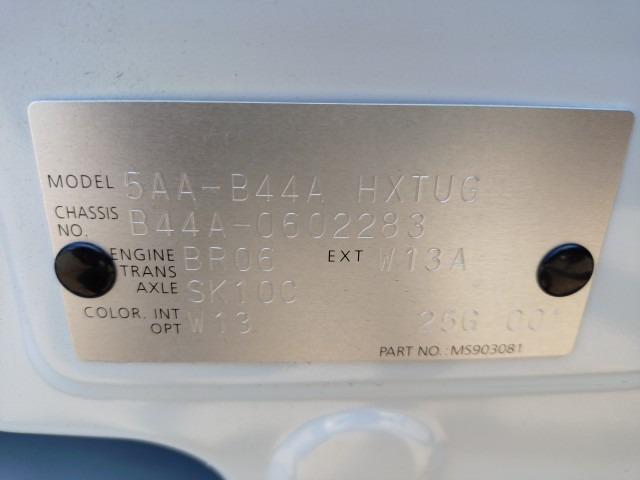 MODEL 5AA-B44A HXTUG
CHASSIS NO. B44A-0602283
ENGINE BR06 EXT W13A
TRANS AXLE SK10C
COLOR. INT OPT W13 25G 001
PART NO.: MS903081